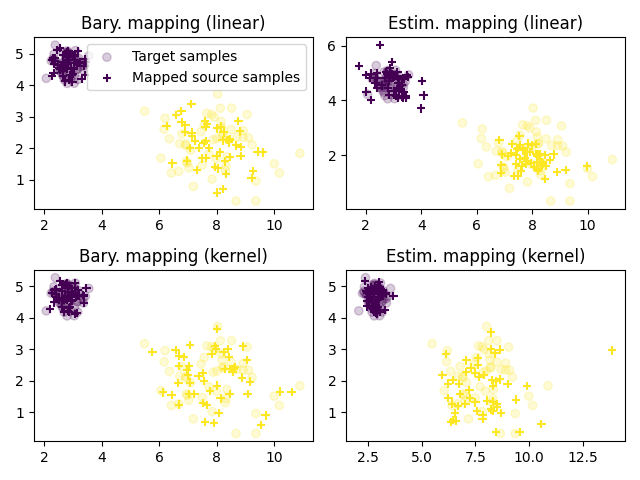 Bary. mapping (linear)
Estim. mapping (linear)
Target samples
Mapped source samples
5
4
3
2
1
2 4 6 8 10
6
4
2
2 4 6 8 10
Bary. mapping (kernel)
Estim. mapping (kernel)
5
4
3
2
1
2 4 6 8 10
5
4
3
2
1
2.5 5.0 7.5 10.0 12.5